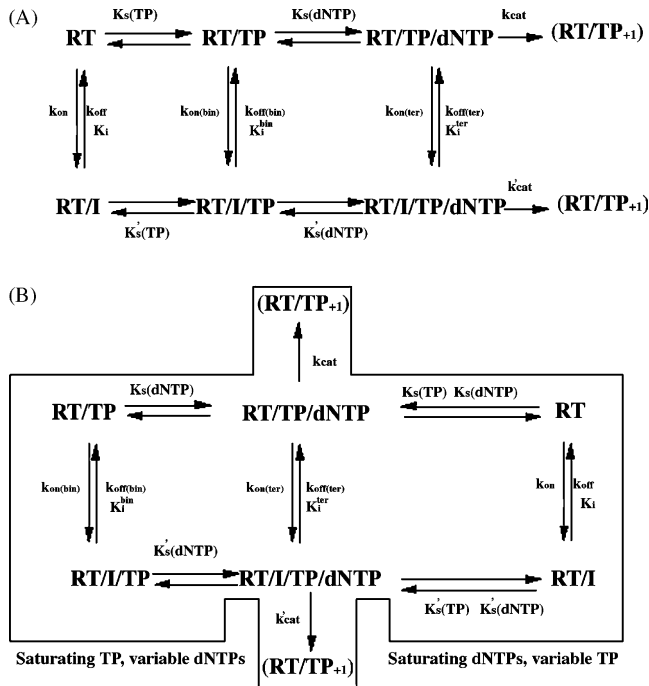 (A)
Ks(TP) Ks(dNTP)
RT RT/TP RT/TP/dNTP kcat (RT/TP+1)
kon koff Ki kon(bin) koff(bin) Ki bin kon(ter) koff(ter) Ki ter
RT/I RT/I/TP RT/I/TP/dNTP k'cat (RT/TP+1)
K's(TP) K's(dNTP)
(B)
(RT/TP+1)
kcat
Ks(dNTP) Ks(TP) Ks(dNTP)
RT/TP RT/TP/dNTP RT
kon(bin) koff(bin) Ki bin kon(ter) koff(ter) Ki ter kon koff Ki
K's(dNTP)
RT/I/TP RT/I/TP/dNTP RT/I
K's(TP) K's(dNTP)
k'cat
Saturating TP, variable dNTPs (RT/TP+1) Saturating dNTPs, variable TP